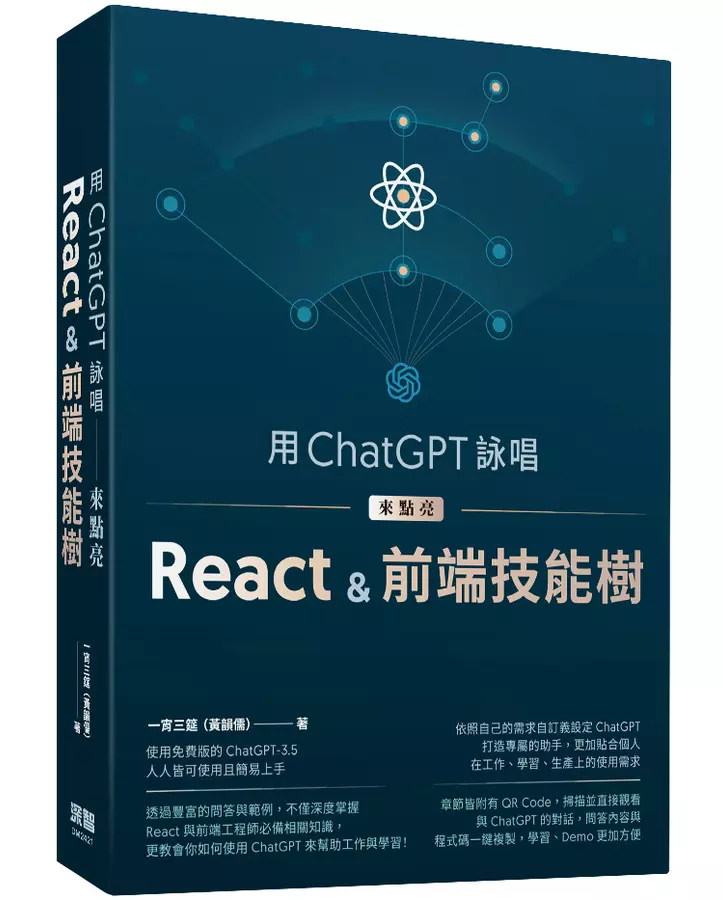 用 ChatGPT 詠唱
來點亮
React & 前端技能樹
一宵三筳（黃韻儒）著
使用免費版的 ChatGPT-3.5
人人皆可使用且簡易上手
透過豐富的問答與範例，不僅深度掌握
React 與前端工程師必備相關知識，
更教會你如何使用 ChatGPT 來幫助工作與學習！
依照自己的需求自訂義設定 ChatGPT
打造專屬的助手，更加貼合個人
在工作、學習、生產上的使用需求
章節皆附有 QR Code，掃描並直接觀看
與 ChatGPT 的對話，問答內容與
程式碼一鍵複製，學習、Demo 更加方便
用 ChatGPT 詠唱 來點亮
React & 前端技能樹
一宵三筳（黃韻儒）著
深智
DM2421